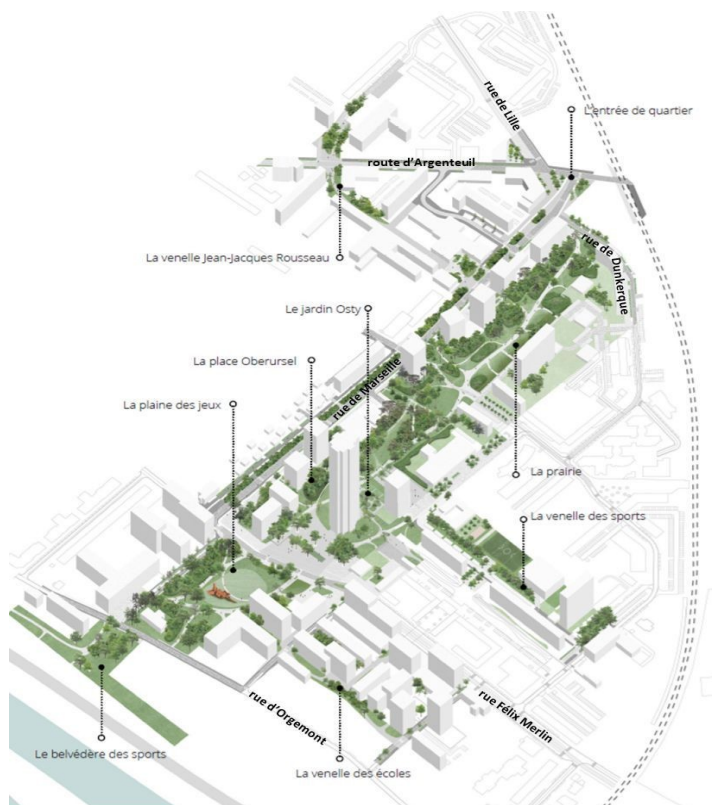 rue de Lille
L'entrée de quartier
route d'Argenteuil
rue de Dunkerque
La venelle Jean-Jacques Rousseau
Le jardin Osty
La place Oberursel
rue de Marseille
La plaine des jeux
La prairie
La venelle des sports
rue d'Orgemont
rue Félix Merlin
Le belvédère des sports
La venelle des écoles